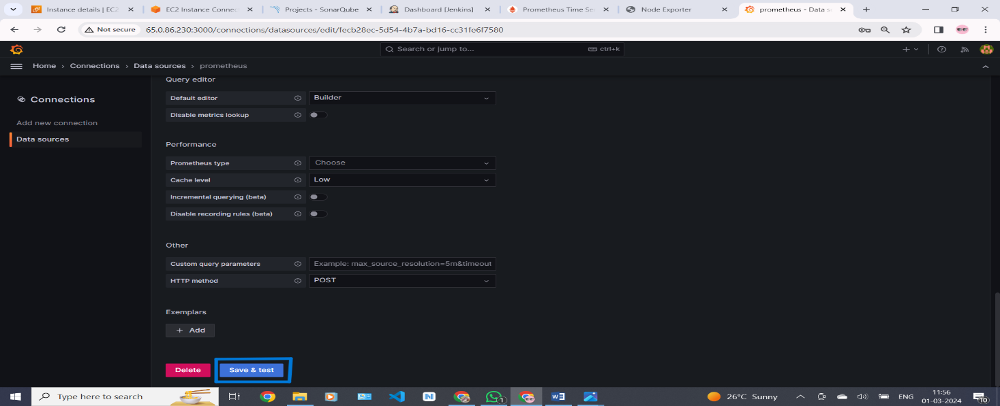 Instance details | EC2
EC2 Instance Connec
Projects - SonarQube
Dashboard [Jenkins]
Prometheus Time Se
Node Exporter
prometheus - Data s
Not secure
65.0.86.230:3000/connections/datasources/edit/fecb28ec-5d54-4b7a-bd16-cc31fe6f7580
Search or jump to...
ctrl+k
Home › Connections › Data sources › prometheus
Connections
Add new connection
Data sources
Query editor
Default editor
Builder
Disable metrics lookup
Performance
Prometheus type
Choose
Cache level
Low
Incremental querying (beta)
Disable recording rules (beta)
Other
Custom query parameters
Example: max_source_resolution=5m&timeout
HTTP method
POST
Exemplars
+ Add
Delete
Save & test
Type here to search
1
26°C Sunny
ENG
11:56
01-03-2024
10